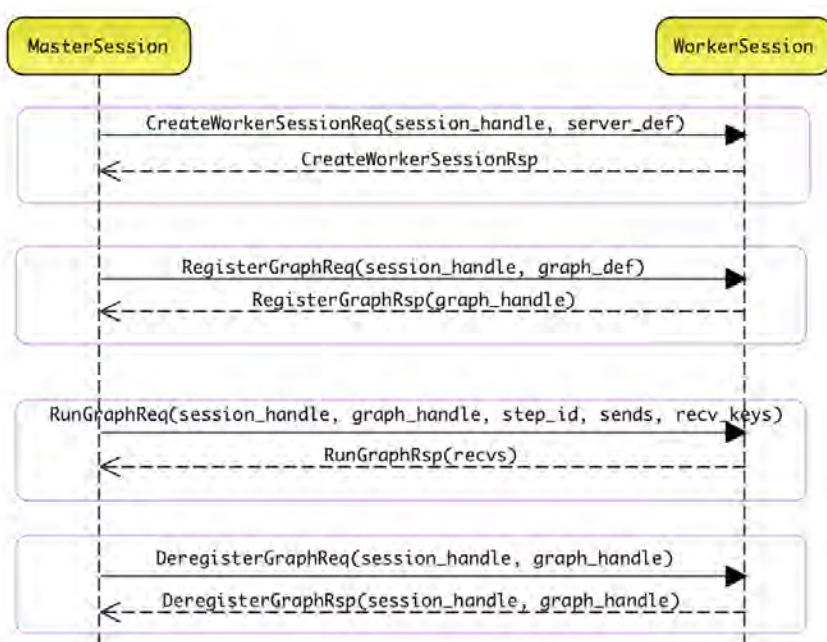 MasterSession
WorkerSession
CreateWorkerSessionReq(session_handle, server_def)
CreateWorkerSessionRsp
RegisterGraphReq(session_handle, graph_def)
RegisterGraphRsp(graph_handle)
RunGraphReq(session_handle, graph_handle, step_id, sends, recv_keys)
RunGraphRsp(recvs)
DeregisterGraphReq(session_handle, graph_handle)
DeregisterGraphRsp(session_handle, graph_handle)